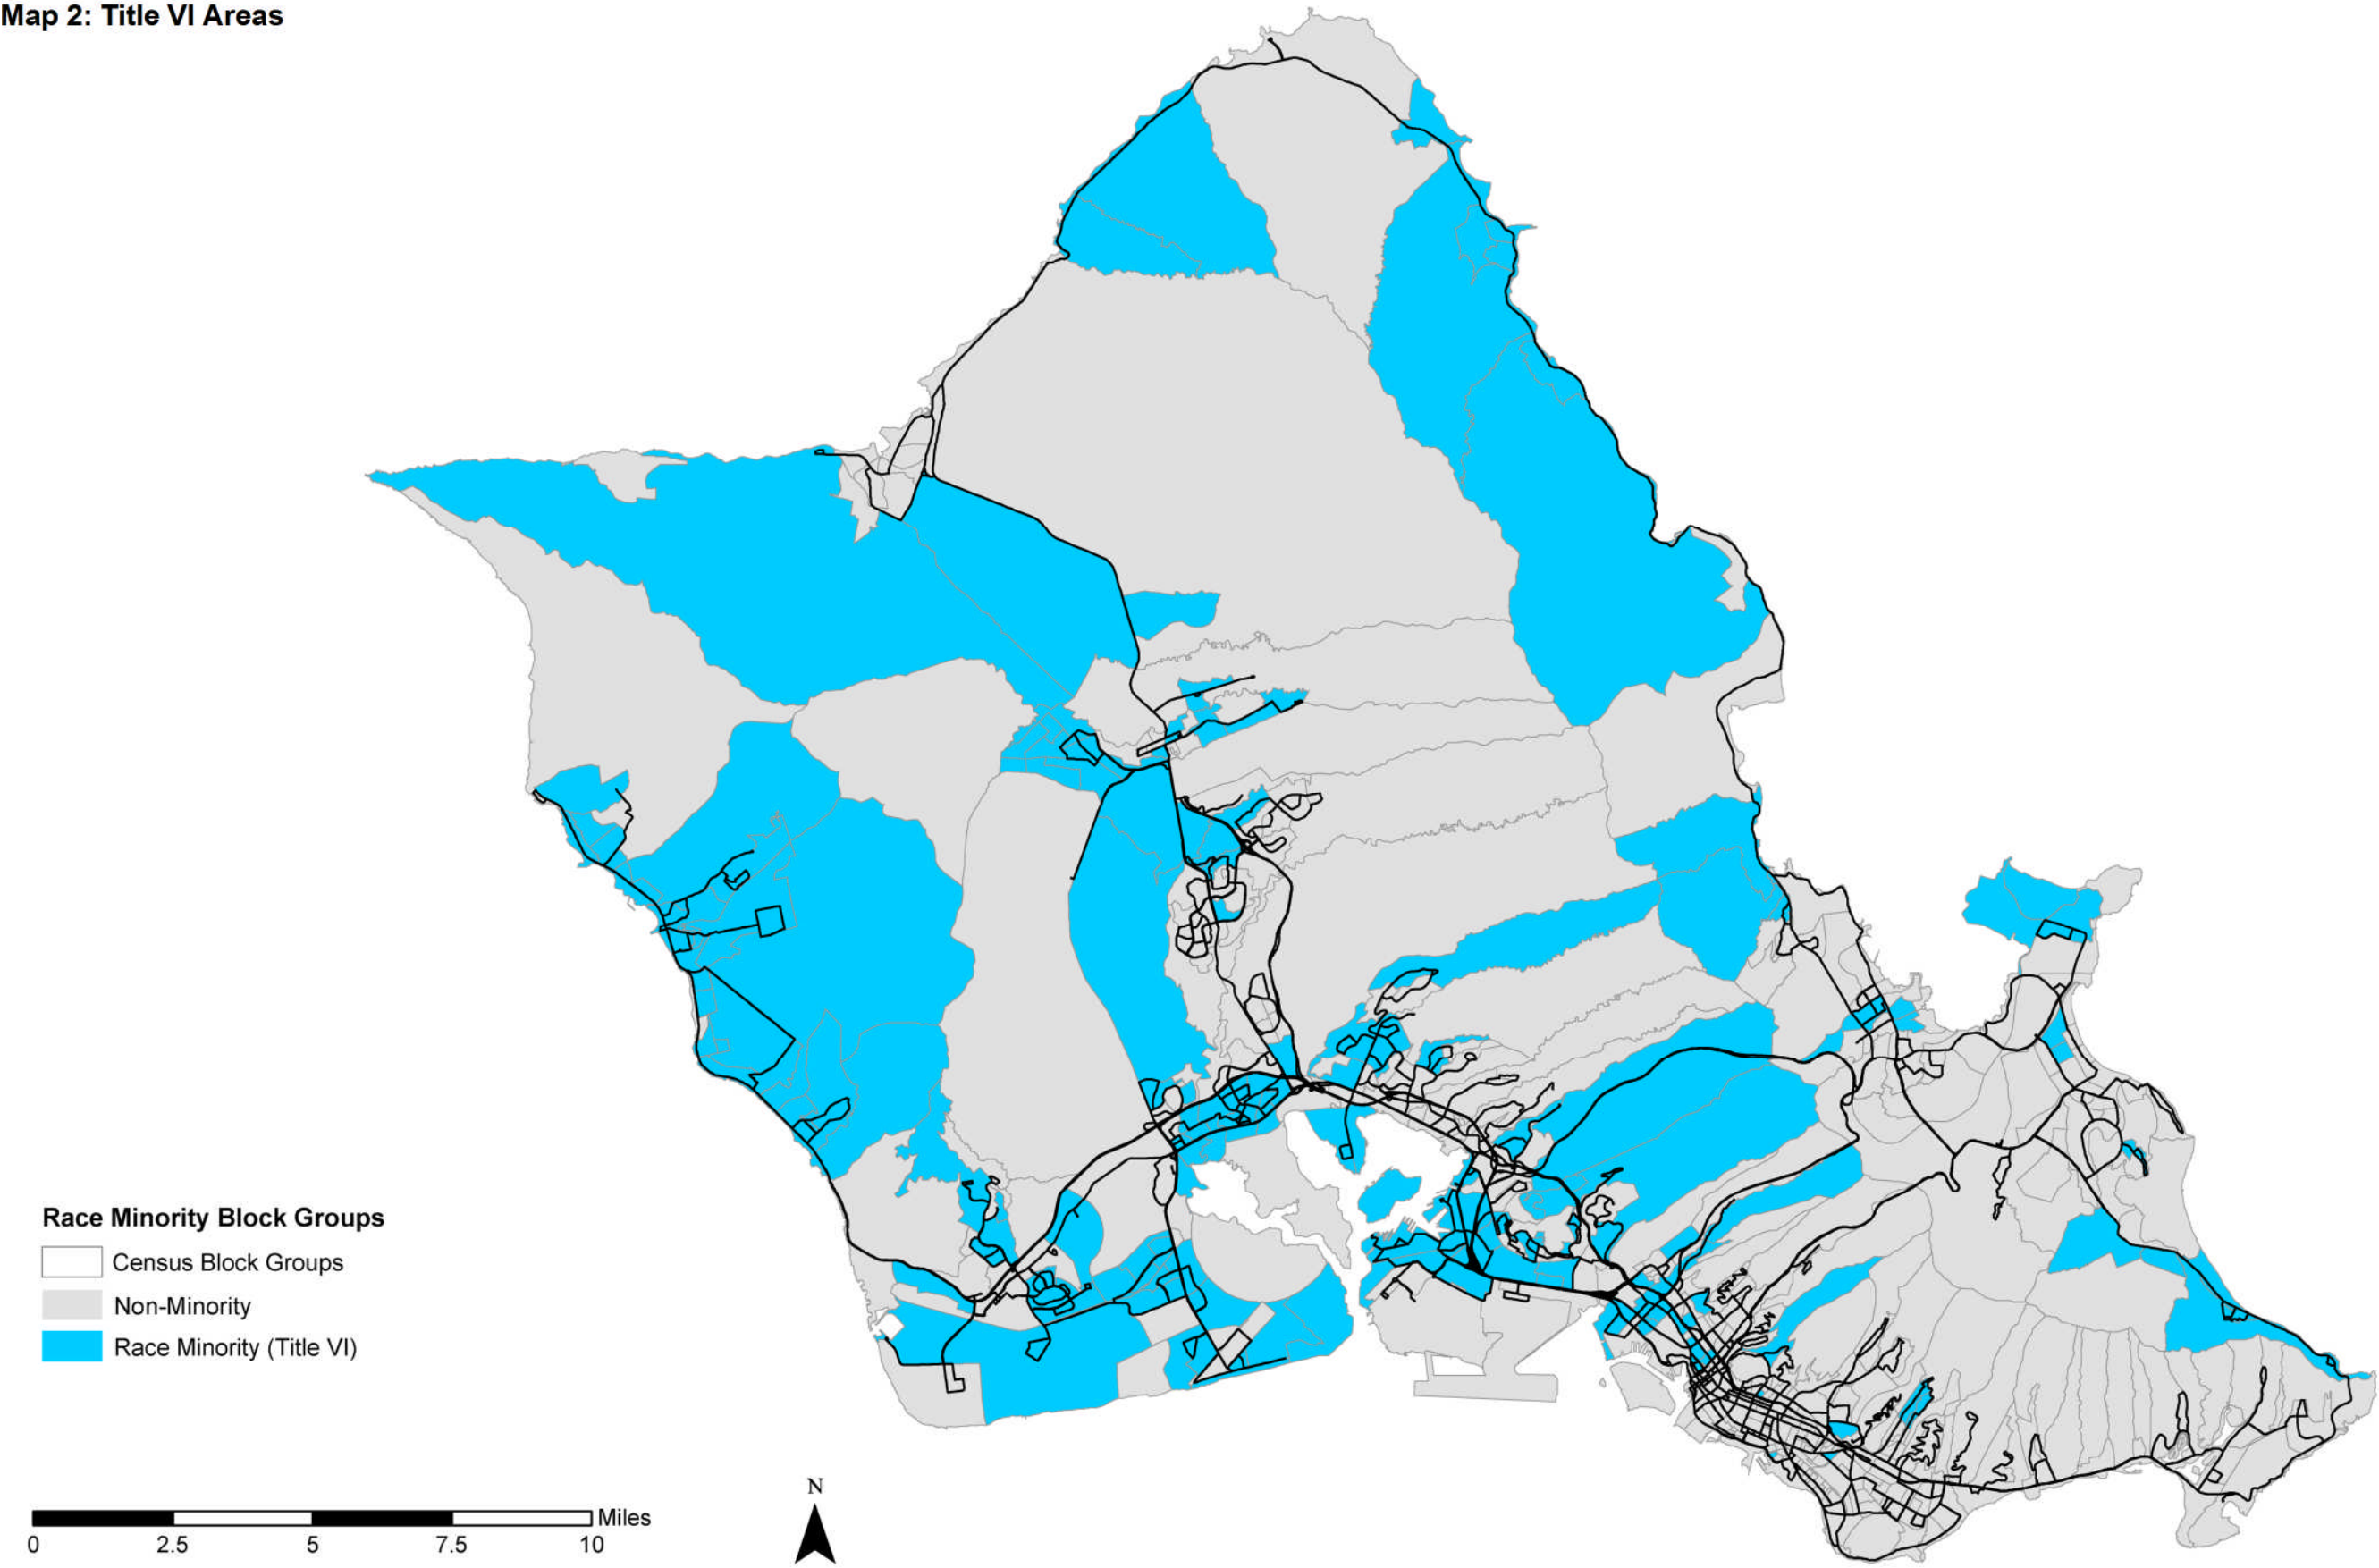 Map 2: Title VI Areas
Race Minority Block Groups
Census Block Groups
Non-Minority
Race Minority (Title VI)
N
Miles
0 2.5 5 7.5 10